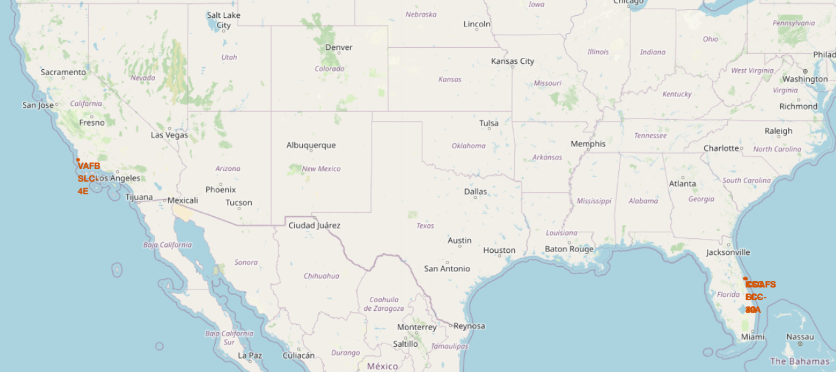 Chicago
Iowa
Nebraska
Salt Lake
City
Lincoln
Pennsylvania
Ohio
Denver
Utah
Illinois
Indiana
Philad
Kansas City
Colorado
Sacramento
Nevada
Kansas
Missouri
West Virginia
Washington
San Jose
California
Virginia
Kentucky
Richmond
Fresno
Las Vegas
Tulsa
Raleigh
Tennessee
Albuquerque
Oklahoma
Memphis
Charlotte
North Carolina
Arkansas
VAFB
SLC-
4E
Los Angeles
Arizona
New Mexico
South Carolina
Atlanta
Phoenix
Dallas
Tijuana
Mexicali
Tucson
Mississippi
Alabama
Georgia
Ciudad Juárez
Texas
Louisiana
Baja California
Austin
Houston
Baton Rouge
Jacksonville
Sonora
San Antonio
Chihuahua
Florida
Coahuila
de Zaragoza
Baja California
Sur
Monterrey
Reynosa
Miami
Nassau
Saltillo
La Paz
Culiacán
Durango
Tamaulipas
The Bahamas
México